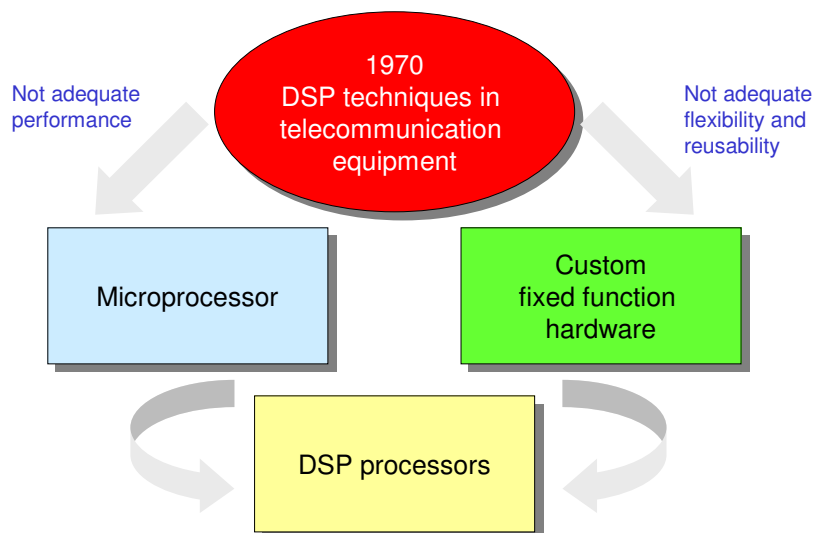 1970
DSP techniques in
telecommunication
equipment
Not adequate
performance
Not adequate
flexibility and
reusability
Microprocessor
Custom
fixed function
hardware
DSP processors